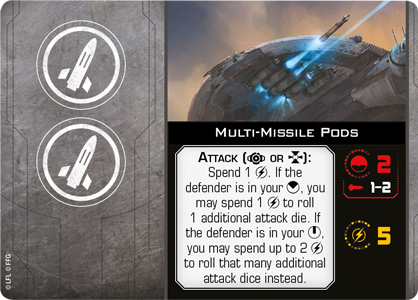 Multi-Missile Pods
Attack ( or ):
Spend 1 . If the
defender is in your , you
may spend 1  to roll
1 additional attack die. If
the defender is in your ,
you may spend up to 2 
to roll that many additional
attack dice instead.
2
1-2
5
©LFL ©FFG